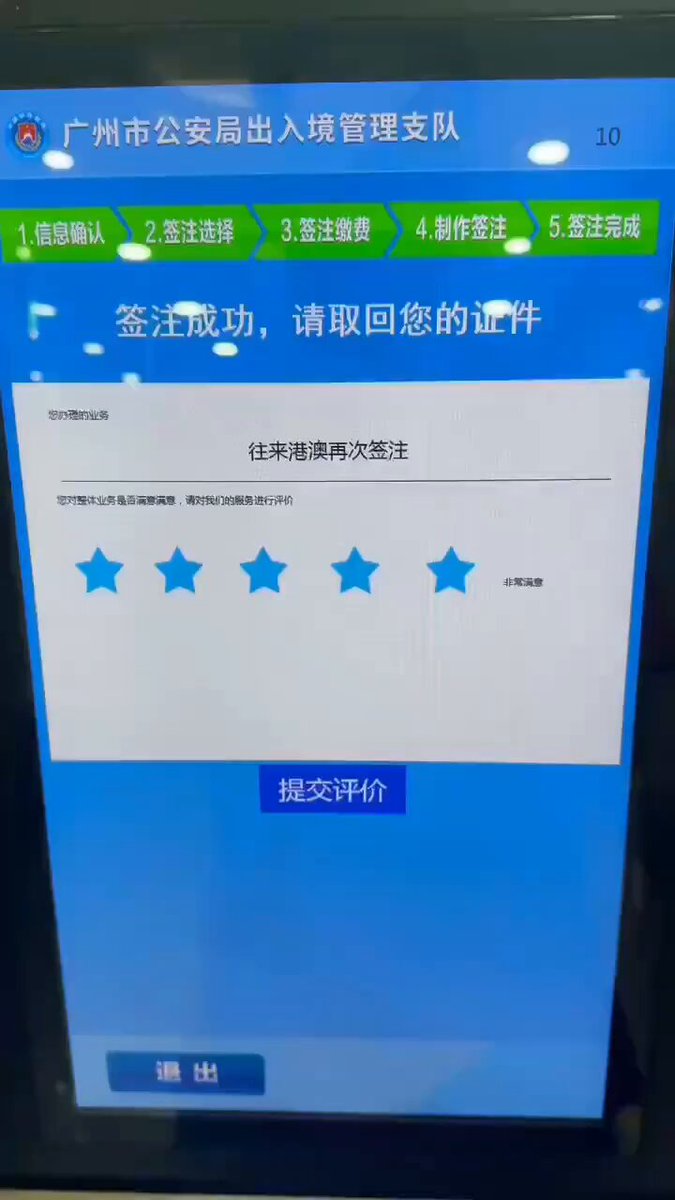 广州市公安局出入境管理支队
10
1.信息确认
2.签注选择
3.签注缴费
4.制作签注
5.签注完成
签注成功，请取回您的证件
您办理的业务
往来港澳再次签注
您对整体业务是否满意满意，请对我们的服务进行评价
非常满意
提交评价
退出